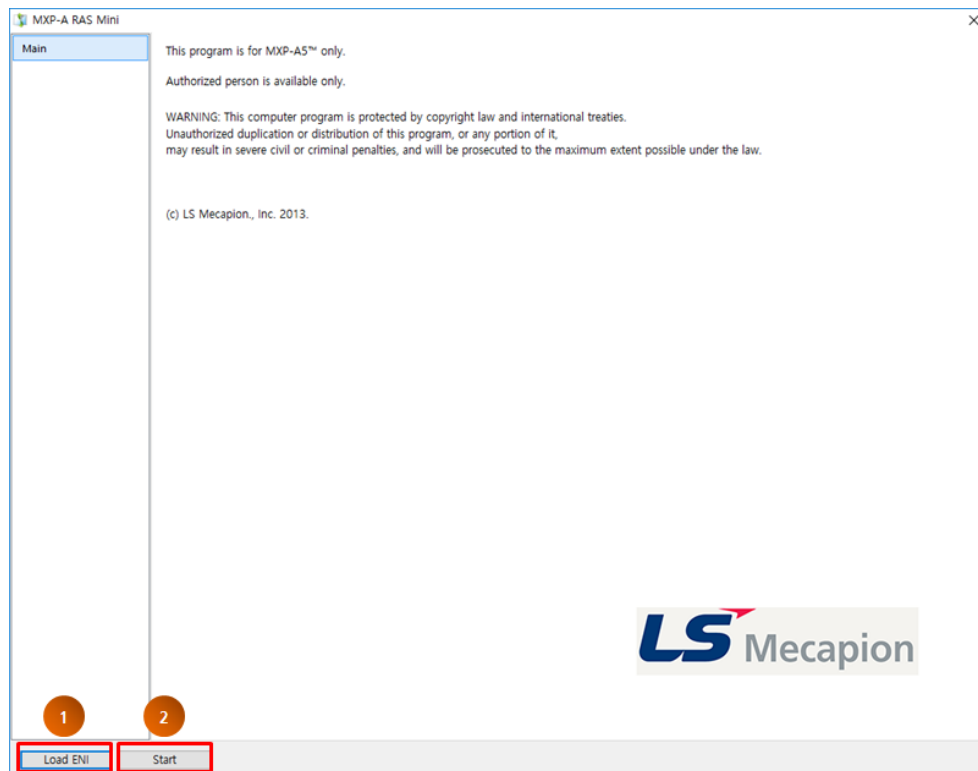 MXP-A RAS Mini
Main
This program is for MXP-A5™ only.
Authorized person is available only.
WARNING: This computer program is protected by copyright law and international treaties.
Unauthorized duplication or distribution of this program, or any portion of it,
may result in severe civil or criminal penalties, and will be prosecuted to the maximum extent possible under the law.
(c) LS Mecapion., Inc. 2013.
LS Mecapion
1 2
Load ENI Start